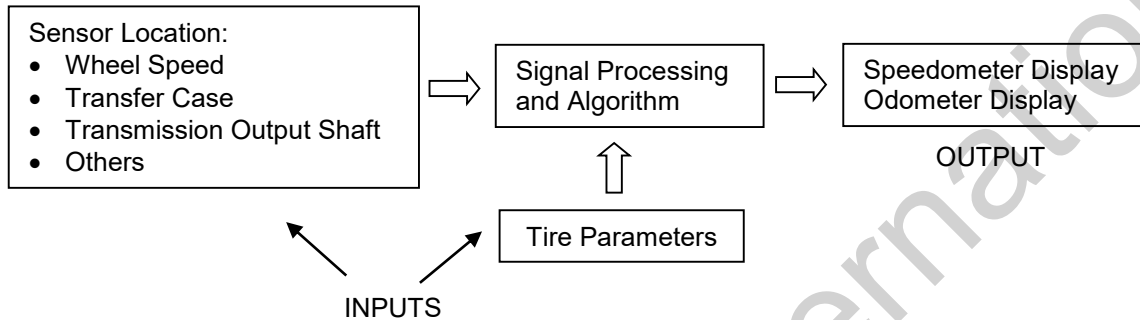 Sensor Location:
• Wheel Speed
• Transfer Case
• Transmission Output Shaft
• Others
Signal Processing
and Algorithm
Speedometer Display
Odometer Display
OUTPUT
Tire Parameters
INPUTS